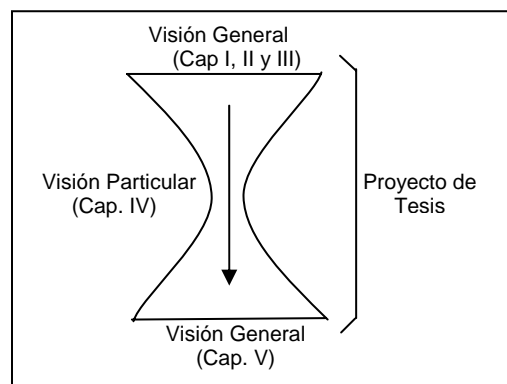 Visión General
(Cap I, II y III)
Visión Particular
(Cap. IV)
Proyecto de
Tesis
Visión General
(Cap. V)